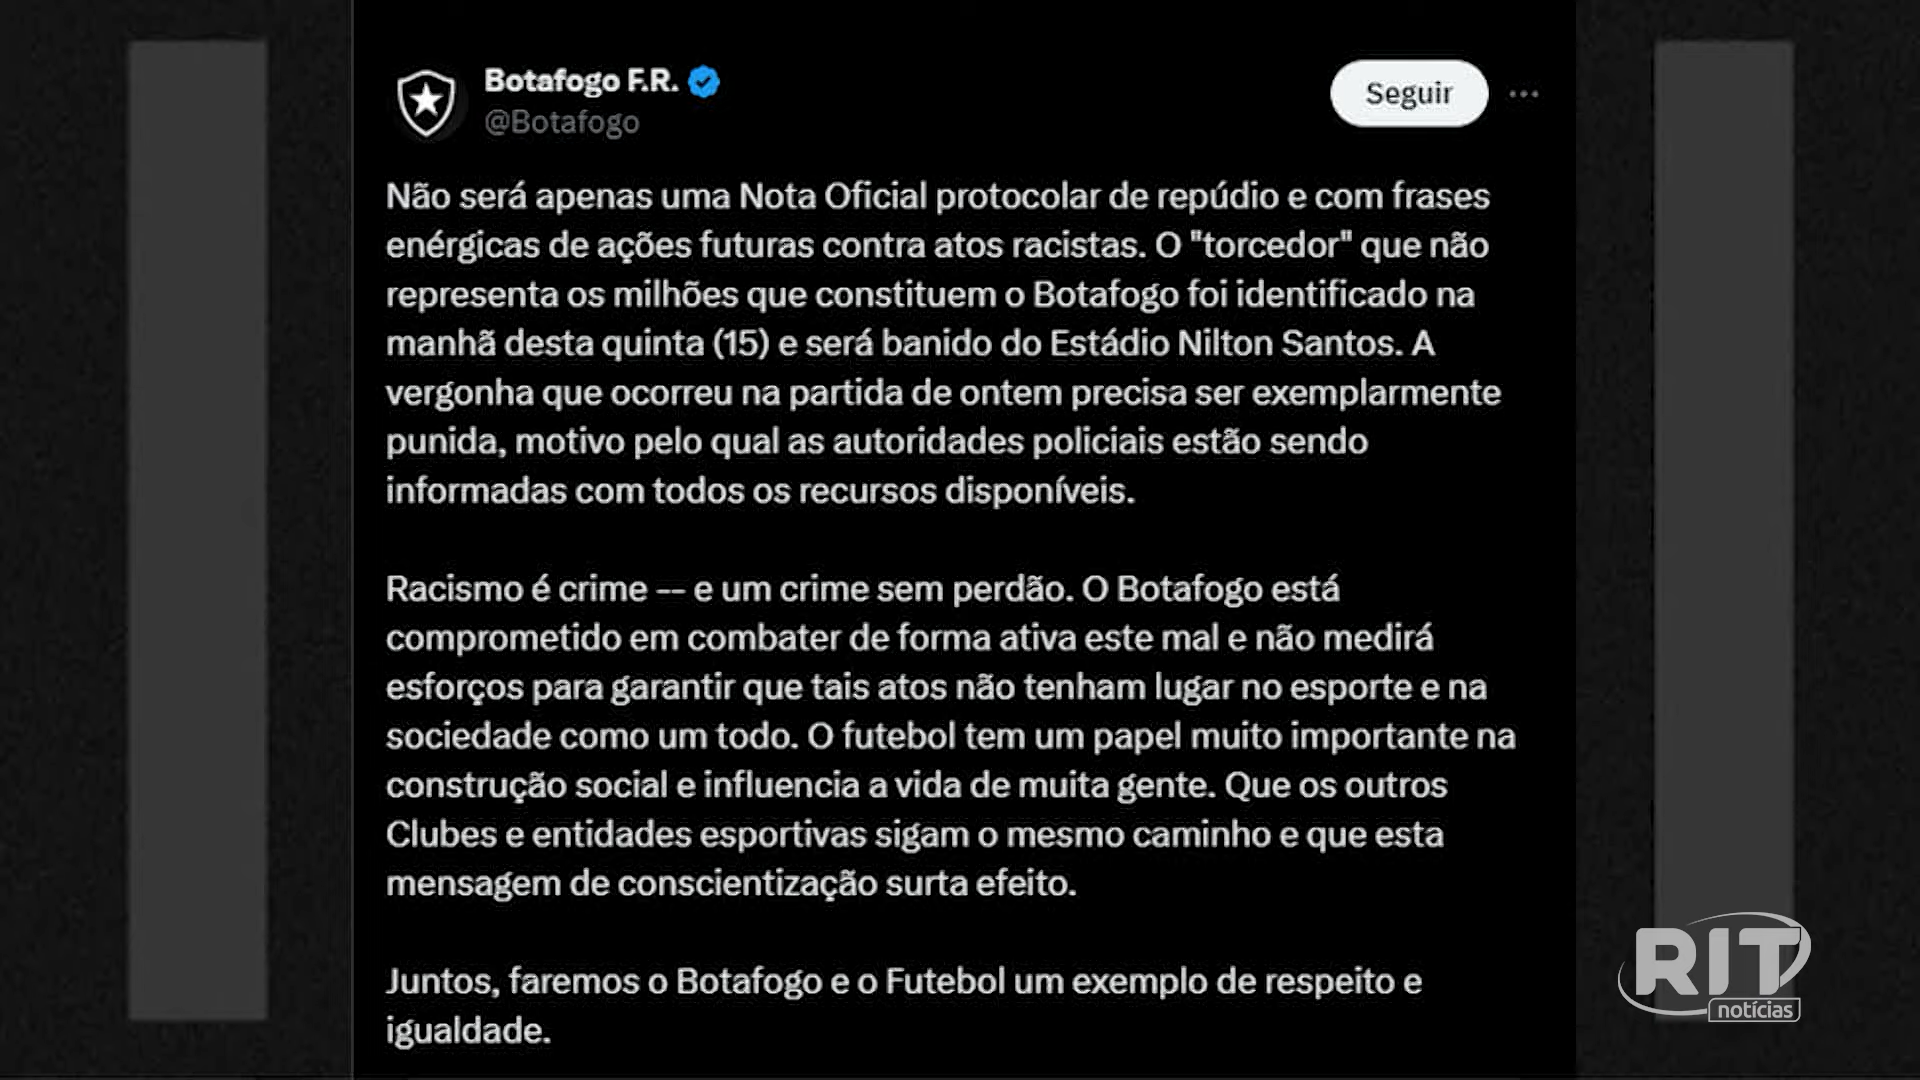 Botafogo F.R.
@Botafogo
Seguir
Não será apenas uma Nota Oficial protocolar de repúdio e com frases
enérgicas de ações futuras contra atos racistas. O "torcedor" que não
representa os milhões que constituem o Botafogo foi identificado na
manhã desta quinta (15) e será banido do Estádio Nilton Santos. A
vergonha que ocorreu na partida de ontem precisa ser exemplarmente
punida, motivo pelo qual as autoridades policiais estão sendo
informadas com todos os recursos disponíveis.
Racismo é crime -- e um crime sem perdão. O Botafogo está
comprometido em combater de forma ativa este mal e não medirá
esforços para garantir que tais atos não tenham lugar no esporte e na
sociedade como um todo. O futebol tem um papel muito importante na
construção social e influencia a vida de muita gente. Que os outros
Clubes e entidades esportivas sigam o mesmo caminho e que esta
mensagem de conscientização surta efeito.
Juntos, faremos o Botafogo e o Futebol um exemplo de respeito e
igualdade.
RIT
notícias